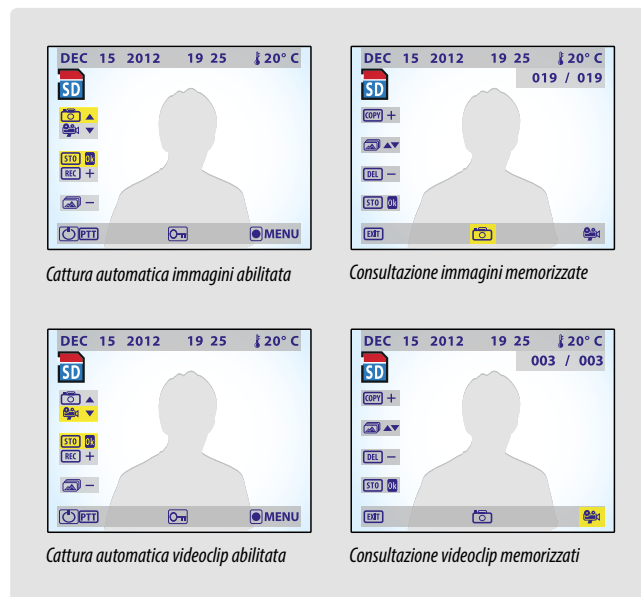 DEC 15 2012 19 25 20° C
SD
STO Ok
REC +
−
PTT MENU
Cattura automatica immagini abilitata
DEC 15 2012 19 25 20° C
019 / 019
SD
COPY +
DEL −
STO Ok
EXIT
Consultazione immagini memorizzate
DEC 15 2012 19 25 20° C
SD
STO Ok
REC +
−
PTT MENU
Cattura automatica videoclip abilitata
DEC 15 2012 19 25 20° C
003 / 003
SD
COPY +
DEL −
STO Ok
EXIT
Consultazione videoclip memorizzati